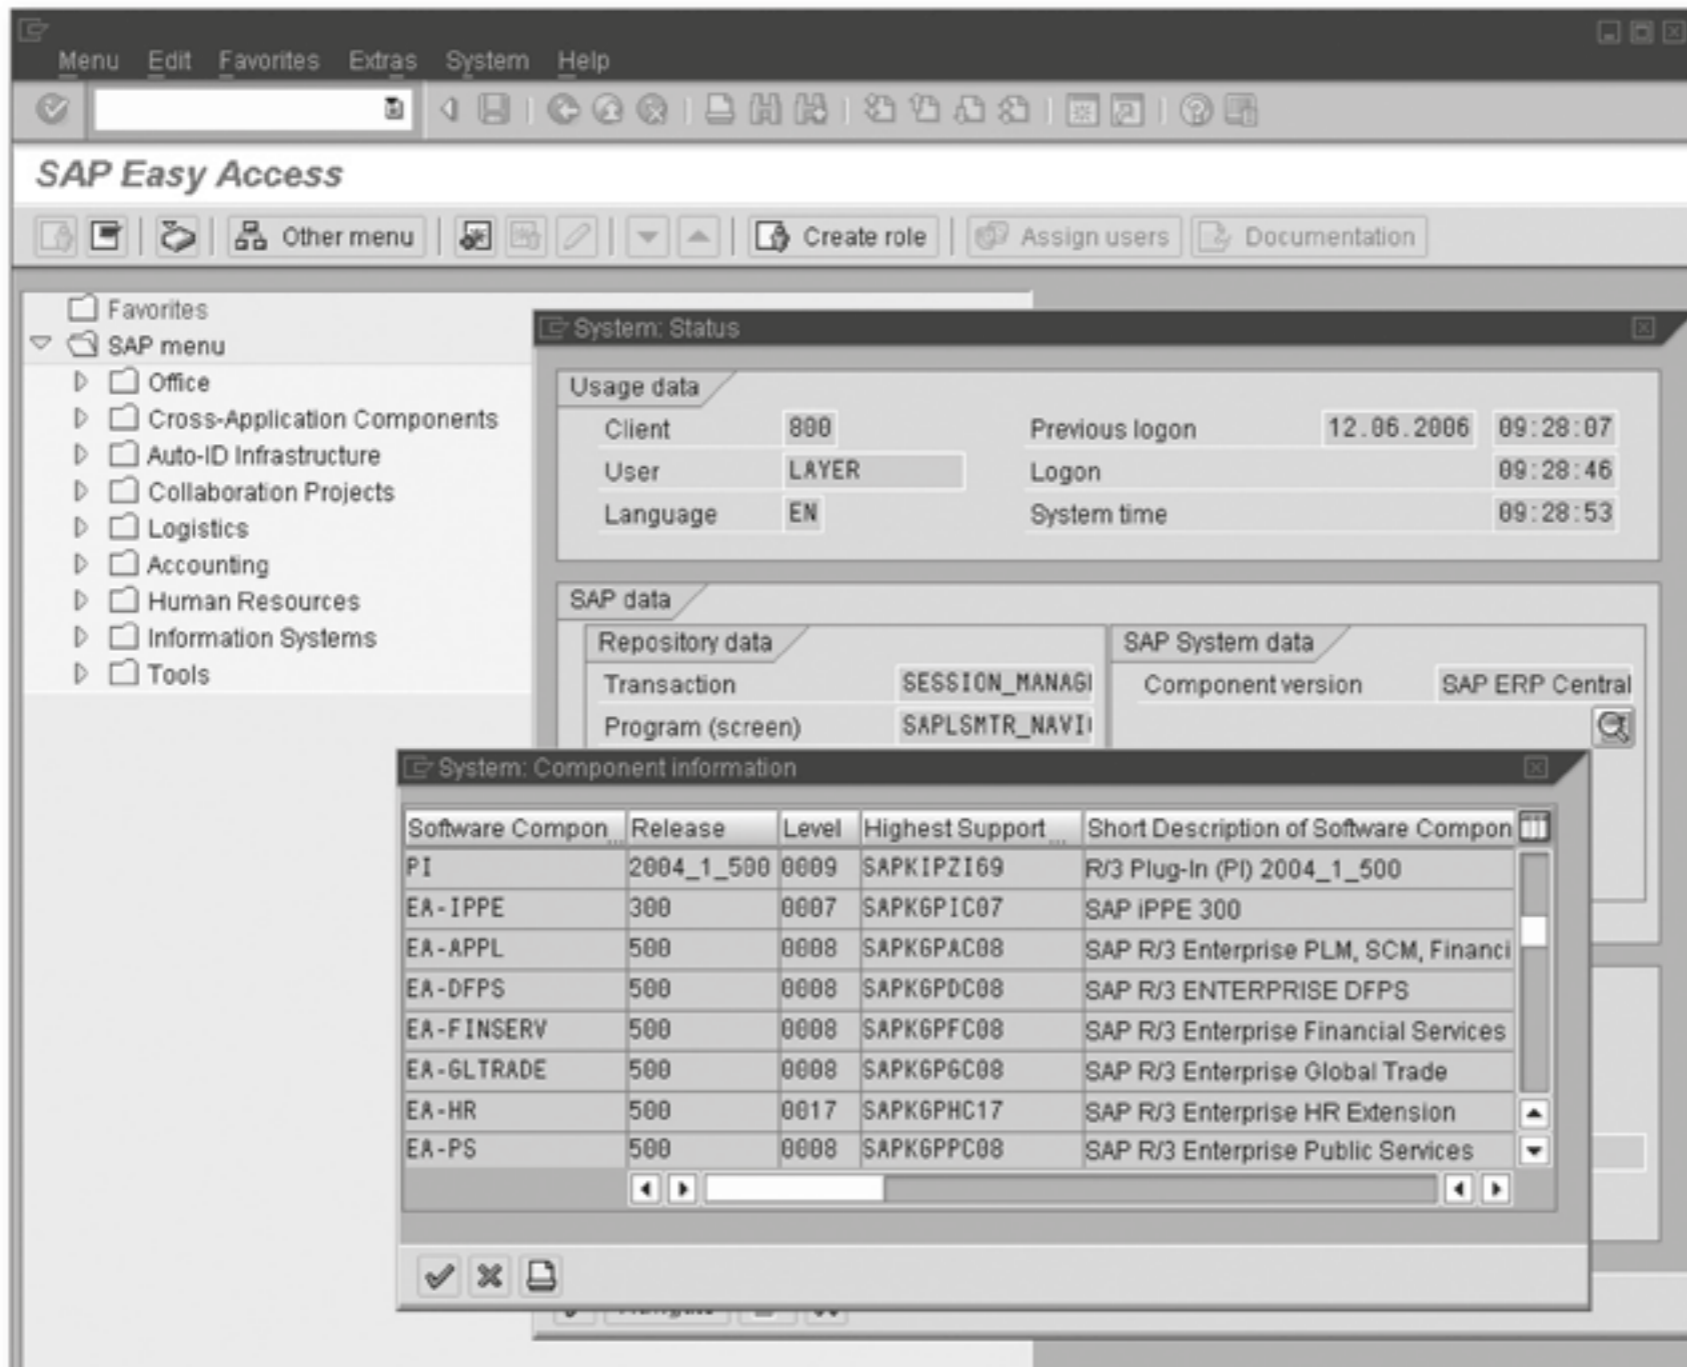 Menu Edit Favorites Extras System Help
SAP Easy Access
Other menu Create role Assign users Documentation
Favorites
SAP menu
Office
Cross-Application Components
Auto-ID Infrastructure
Collaboration Projects
Logistics
Accounting
Human Resources
Information Systems
Tools
System: Status
Usage data
Client 800 Previous logon 12.06.2006 09:28:07
User LAYER Logon 09:28:46
Language EN System time 09:28:53
SAP data
Repository data SAP System data
Transaction SESSION_MANAG Component version SAP ERP Central
Program (screen) SAPLSMTR_NAVI
System: Component information
Software Compon... Release Level Highest Support... Short Description of Software Compon
PI 2004_1_500 0009 SAPKIPZI69 R/3 Plug-In (PI) 2004_1_500
EA-IPPE 300 0007 SAPKGPIC07 SAP iPPE 300
EA-APPL 500 0008 SAPKGPAC08 SAP R/3 Enterprise PLM, SCM, Financi
EA-DFPS 500 0008 SAPKGPDC08 SAP R/3 ENTERPRISE DFPS
EA-FINSERV 500 0008 SAPKGPFC08 SAP R/3 Enterprise Financial Services
EA-GLTRADE 500 0008 SAPKGPGC08 SAP R/3 Enterprise Global Trade
EA-HR 500 0017 SAPKGPHC17 SAP R/3 Enterprise HR Extension
EA-PS 500 0008 SAPKGPPC08 SAP R/3 Enterprise Public Services